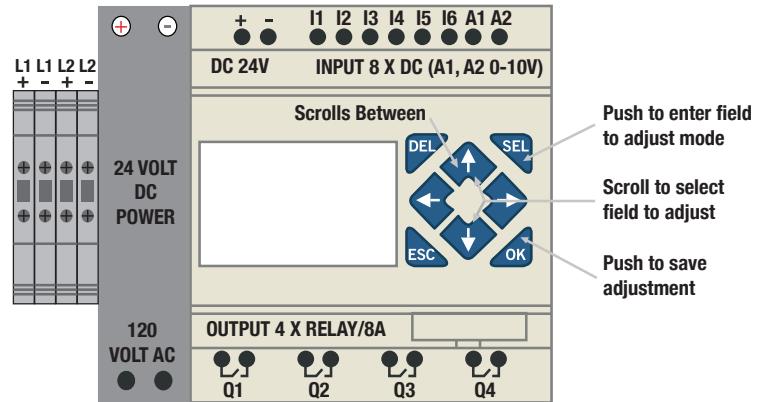 + -
I1 I2 I3 I4 I5 I6 A1 A2
L1 L1 L2 L2
+ - + -
DC 24V
INPUT 8 X DC (A1, A2 0-10V)
Scrolls Between
DEL
SEL
ESC
OK
Push to enter field
to adjust mode
Scroll to select
field to adjust
Push to save
adjustment
24 VOLT
DC
POWER
120
VOLT AC
OUTPUT 4 X RELAY/8A
Q1 Q2 Q3 Q4